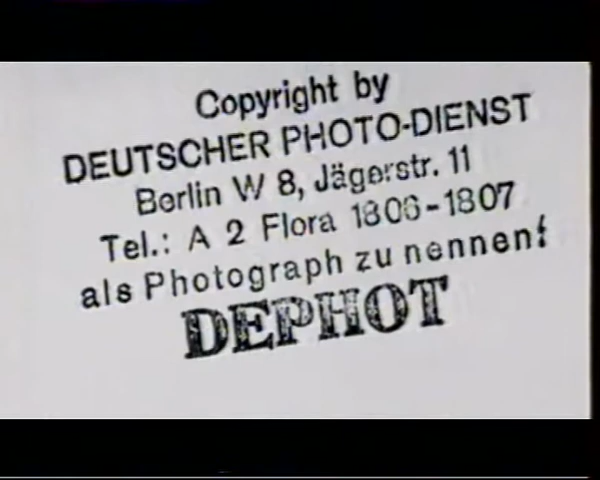 Copyright by
DEUTSCHER PHOTO-DIENST
Berlin W 8, Jägerstr. 11
Tel.: A 2 Flora 1806-1807
als Photograph zu nennen!
DEPHOT